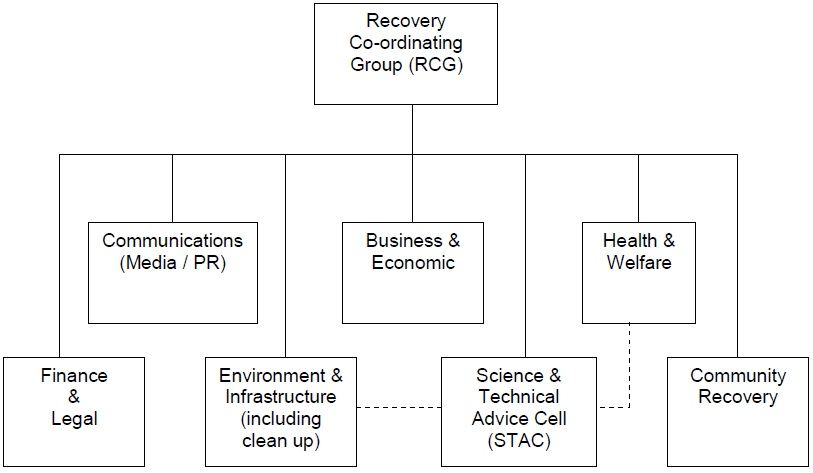 Recovery
Co-ordinating
Group (RCG)
Communications
(Media / PR)
Business &
Economic
Health &
Welfare
Finance
&
Legal
Environment &
Infrastructure
(including
clean up)
Science &
Technical
Advice Cell
(STAC)
Community
Recovery